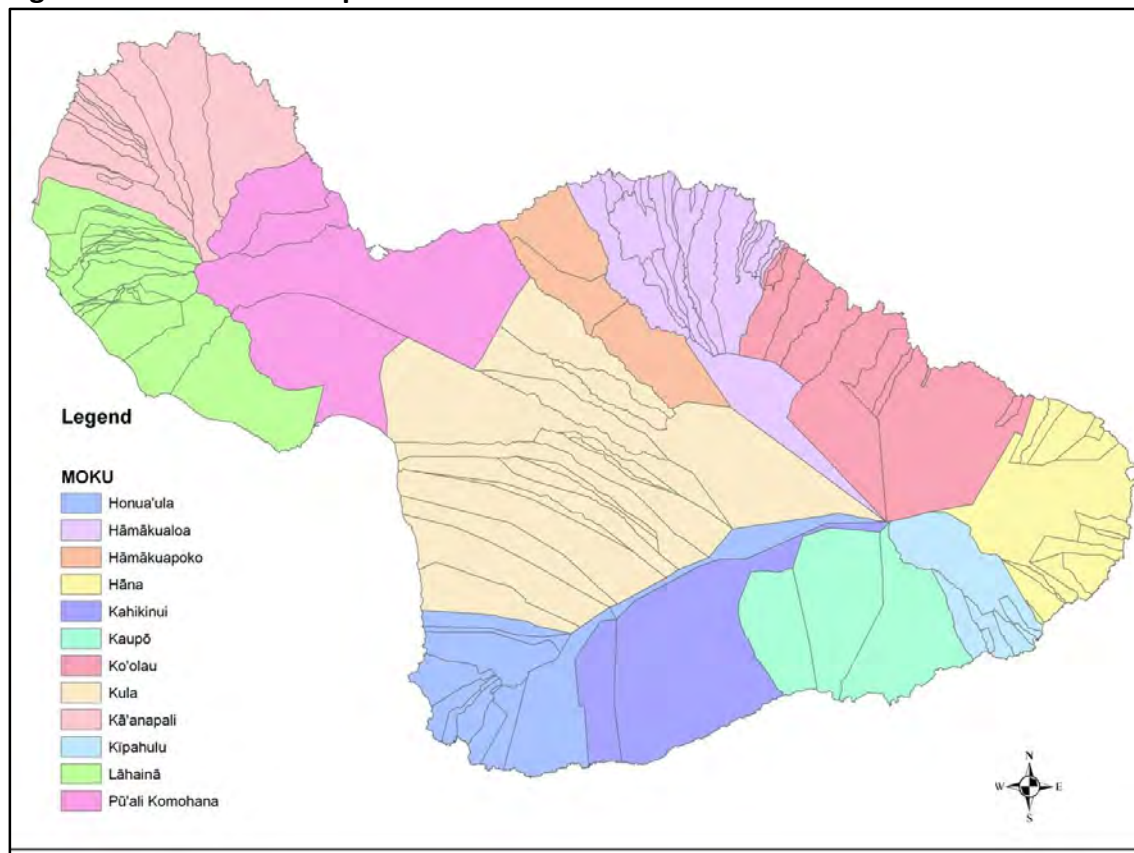 Legend
MOKU
Honua'ula
Hāmākualoa
Hāmākuapoko
Hāna
Kahikinui
Kaupō
Ko'olau
Kula
Kā'anapali
Kīpahulu
Lāhainā
Pū'ali Komohana
N
W E
S